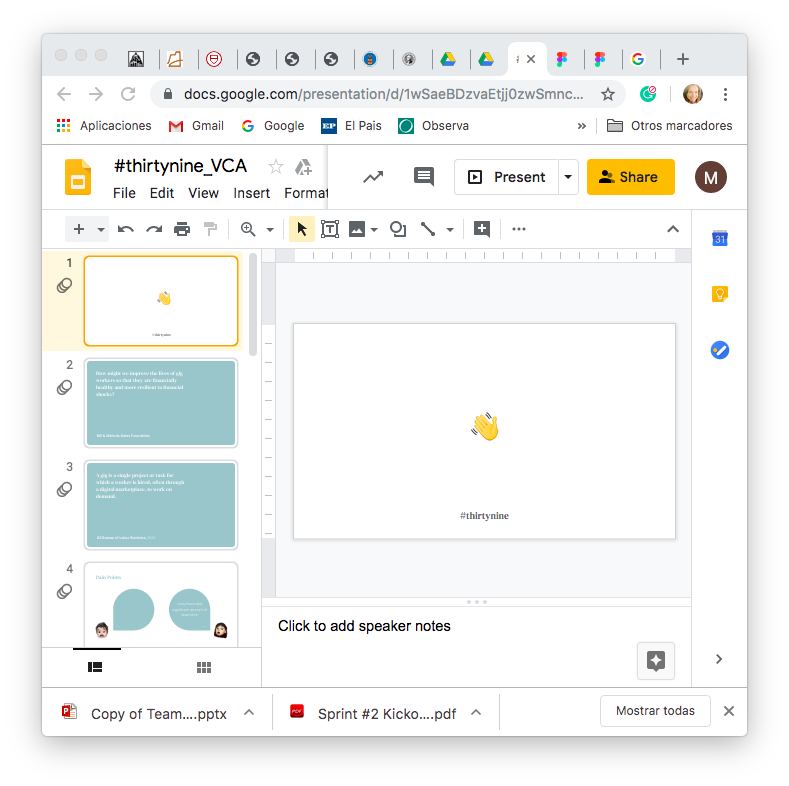 docs.google.com/presentation/d/1wSaeBDzvaEtjj0zwSmnc...
Aplicaciones
Gmail
Google
EP
El Pais
Observa
»
Otros marcadores
#thirtynine_VCA
File Edit View Insert Format
Present
Share
M
31
1
#thirtynine
2
How might we improve the lives of gig
workers so that they are financially
healthy and more resilient to financial
shocks?
3
A gig is a single project or task for
which a worker is hired, often through
a digital marketplace, to work on
demand.
4
Pain Points
#thirtynine
Click to add speaker notes
Copy of Team....pptx
PDF
Sprint #2 Kicko....pdf
Mostrar todas